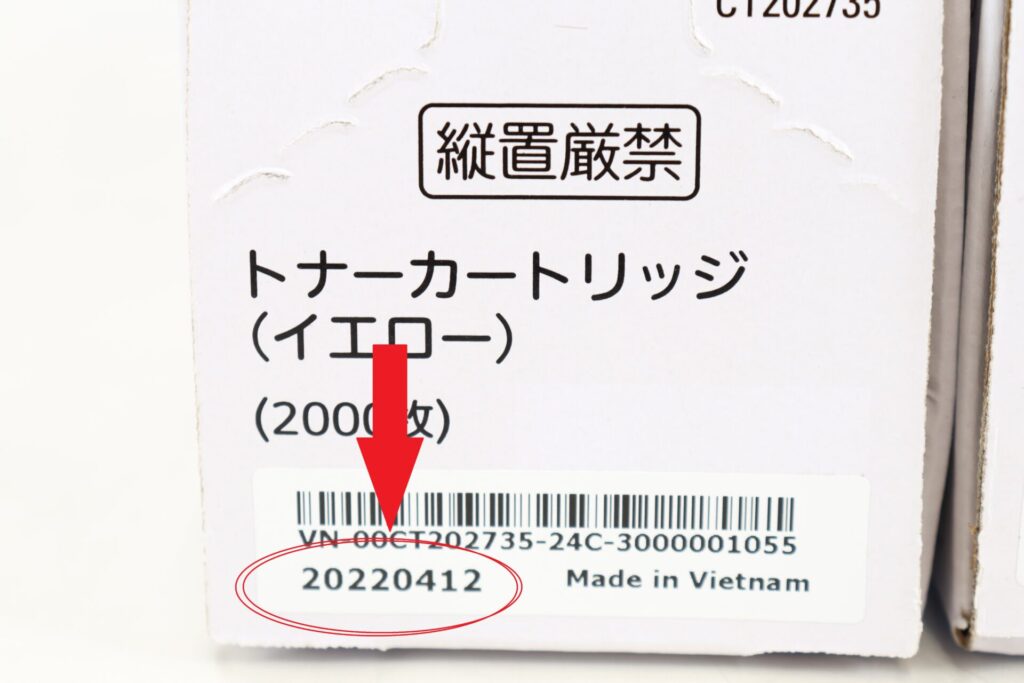 CT202735
縦置厳禁
トナーカートリッジ
(イエロー)
(2000枚)
VN-00CT202735-24C-3000001055
20220412
Made in Vietnam